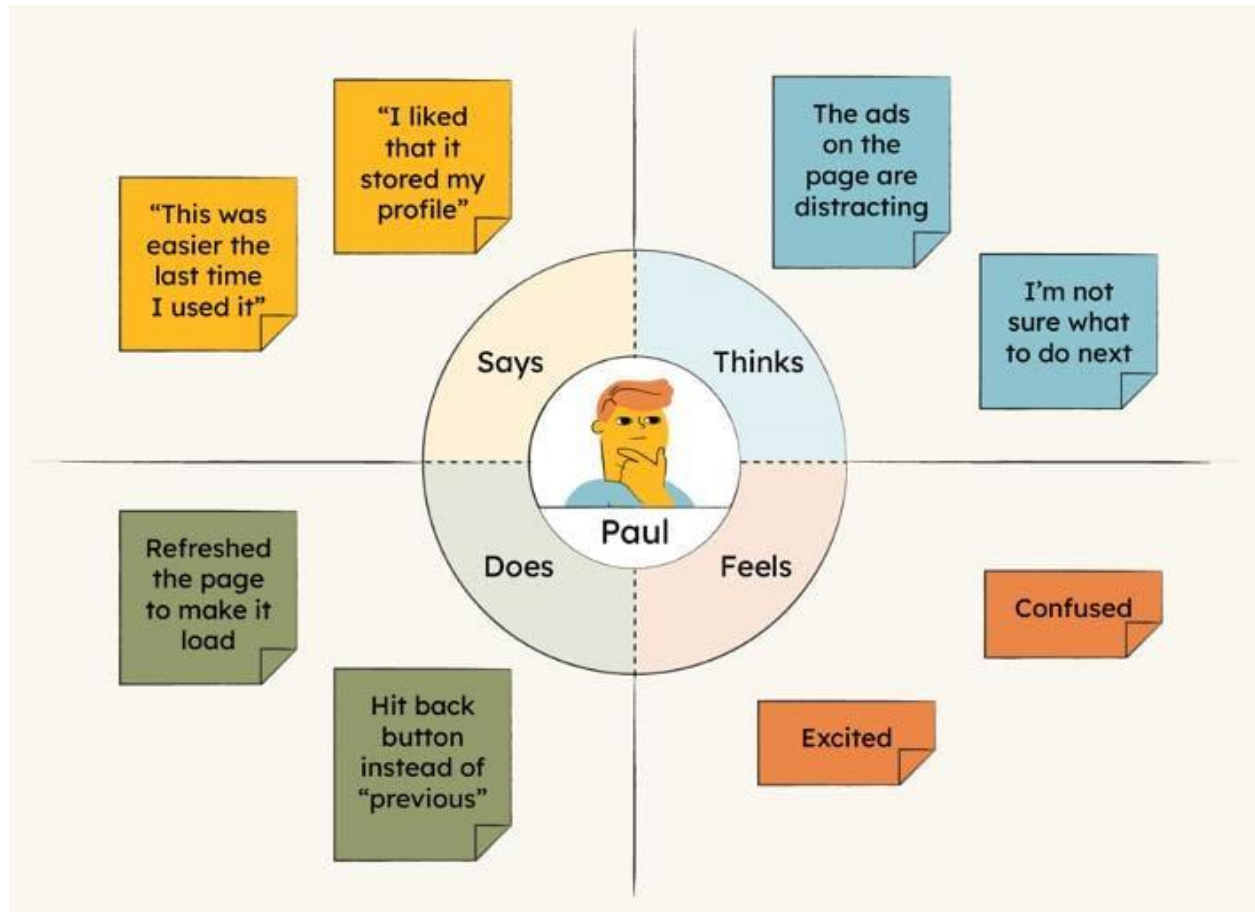 “I liked
that it
stored my
profile”
“This was
easier the
last time
I used it”
The ads
on the
page are
distracting
I’m not
sure what
to do next
Says
Thinks
Paul
Does
Feels
Refreshed
the page
to make it
load
Hit back
button
instead of
“previous”
Confused
Excited